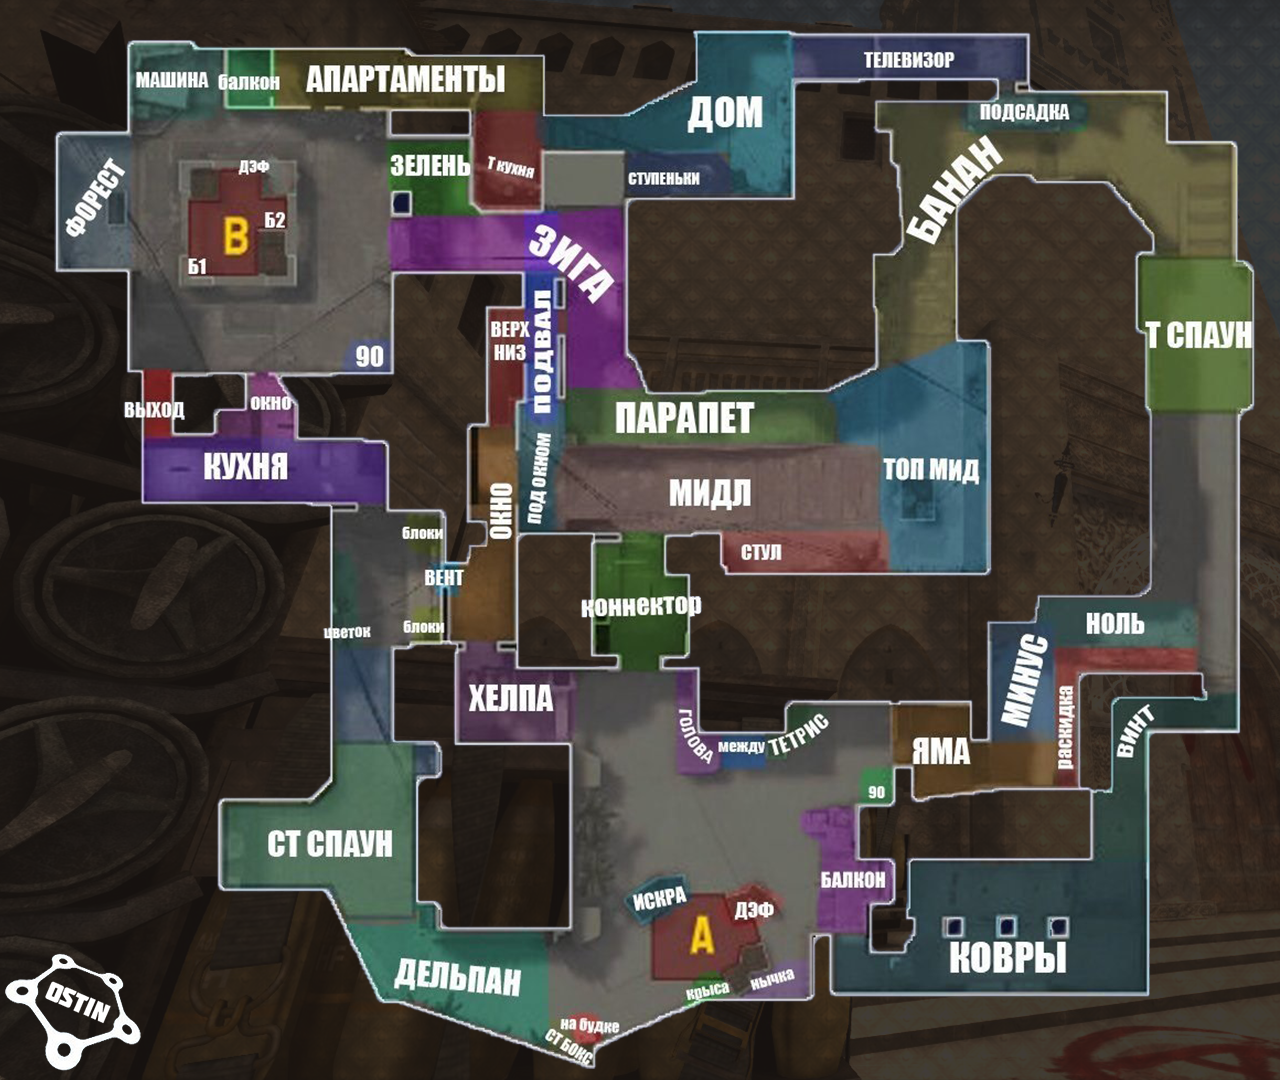 МАШИНА
балкон
АПАРТАМЕНТЫ
ТЕЛЕВИЗОР
ДОМ
ПОДСАДКА
ДЭФ
ЗЕЛЕНЬ
Т КУХНЯ
СТУПЕНЬКИ
БАНАН
ФОРЕСТ
Б2
B
Б1
ЗИГА
90
ВЕРХ
НИЗ
ПОДВАЛ
Т СПАУН
ВЫХОД
ОКНО
ПАРАПЕТ
КУХНЯ
ПОД ОКНОМ
ОКНО
МИДЛ
ТОП МИД
блоки
СТУЛ
ВЕНТ
коннектор
блоки
цветок
НОЛЬ
МИНУС
ХЕЛПА
ГОЛОВА
между
ТЕТРИС
ЯМА
раскидка
ВИНТ
90
СТ СПАУН
БАЛКОН
ИСКРА
ДЭФ
A
КОВРЫ
ДЕЛЬПАН
крыса
нычка
на будке
СТ БОКС
OSTIN